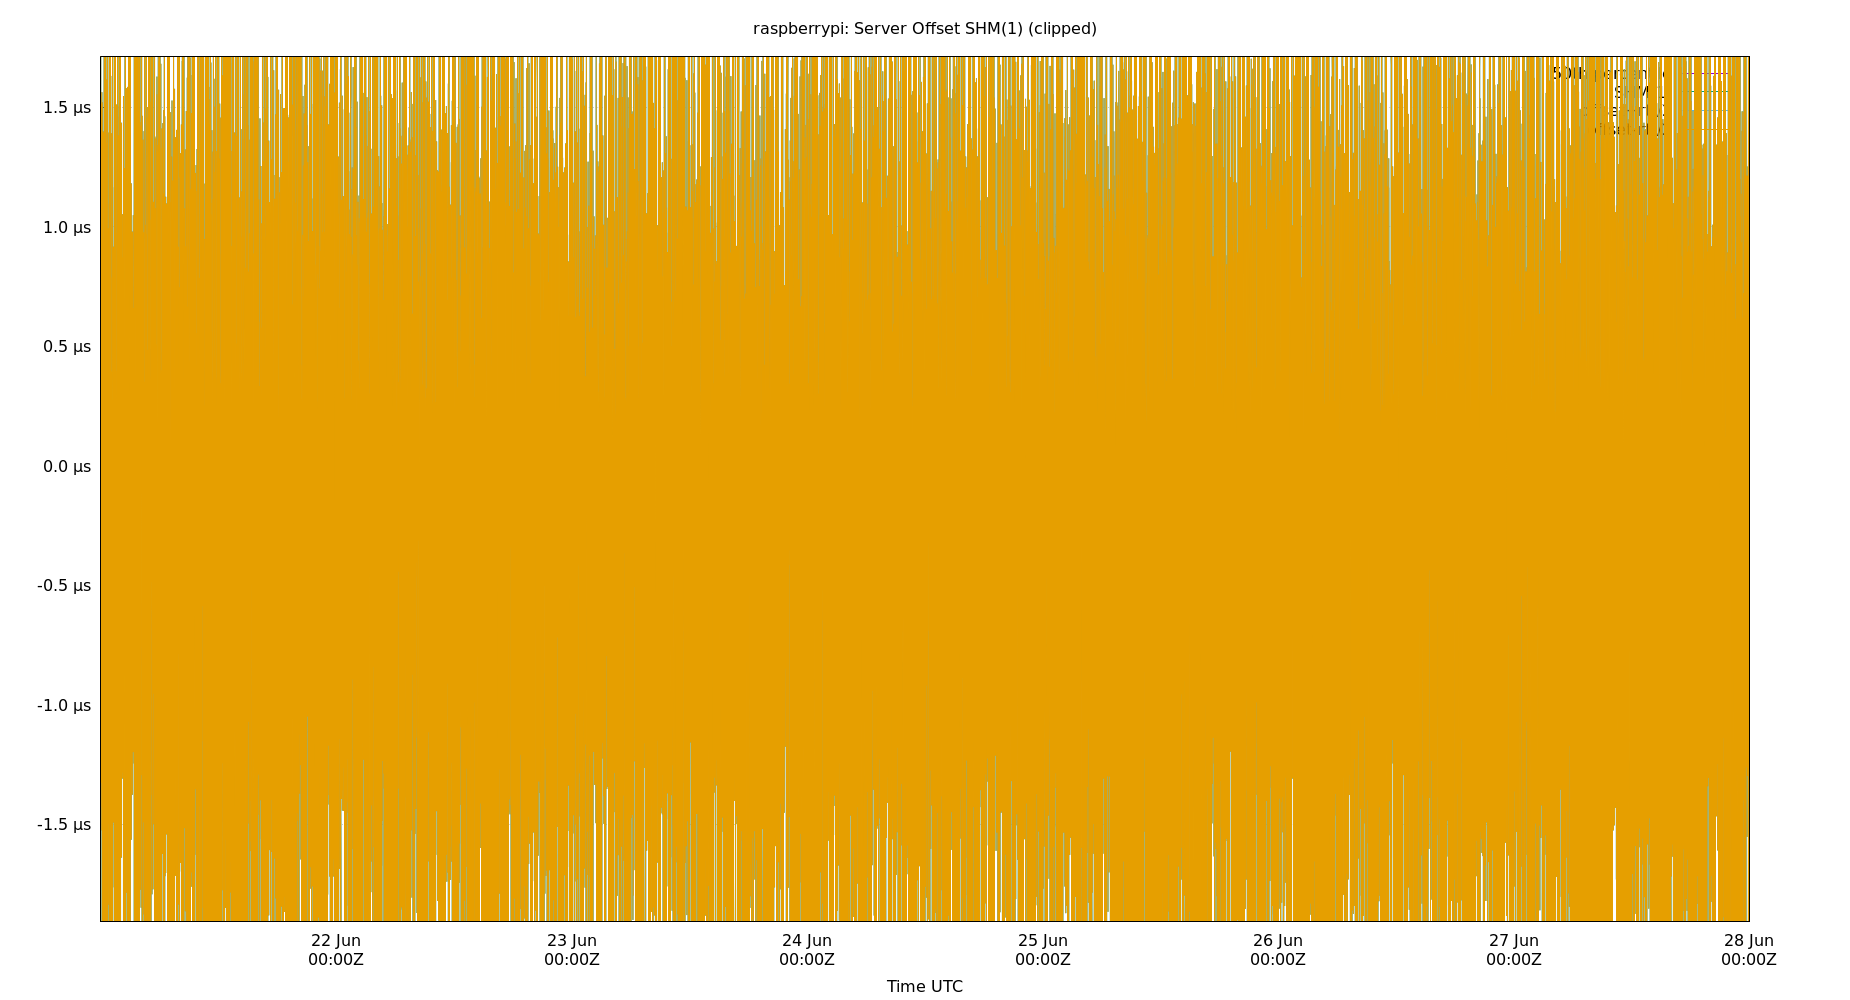 raspberrypi: Server Offset SHM(1) (clipped)
1.5 µs
1.0 µs
0.5 µs
0.0 µs
-0.5 µs
-1.0 µs
-1.5 µs
22 Jun 23 Jun 24 Jun 25 Jun 26 Jun 27 Jun 28 Jun
00:00Z 00:00Z 00:00Z 00:00Z 00:00Z 00:00Z 00:00Z
Time UTC